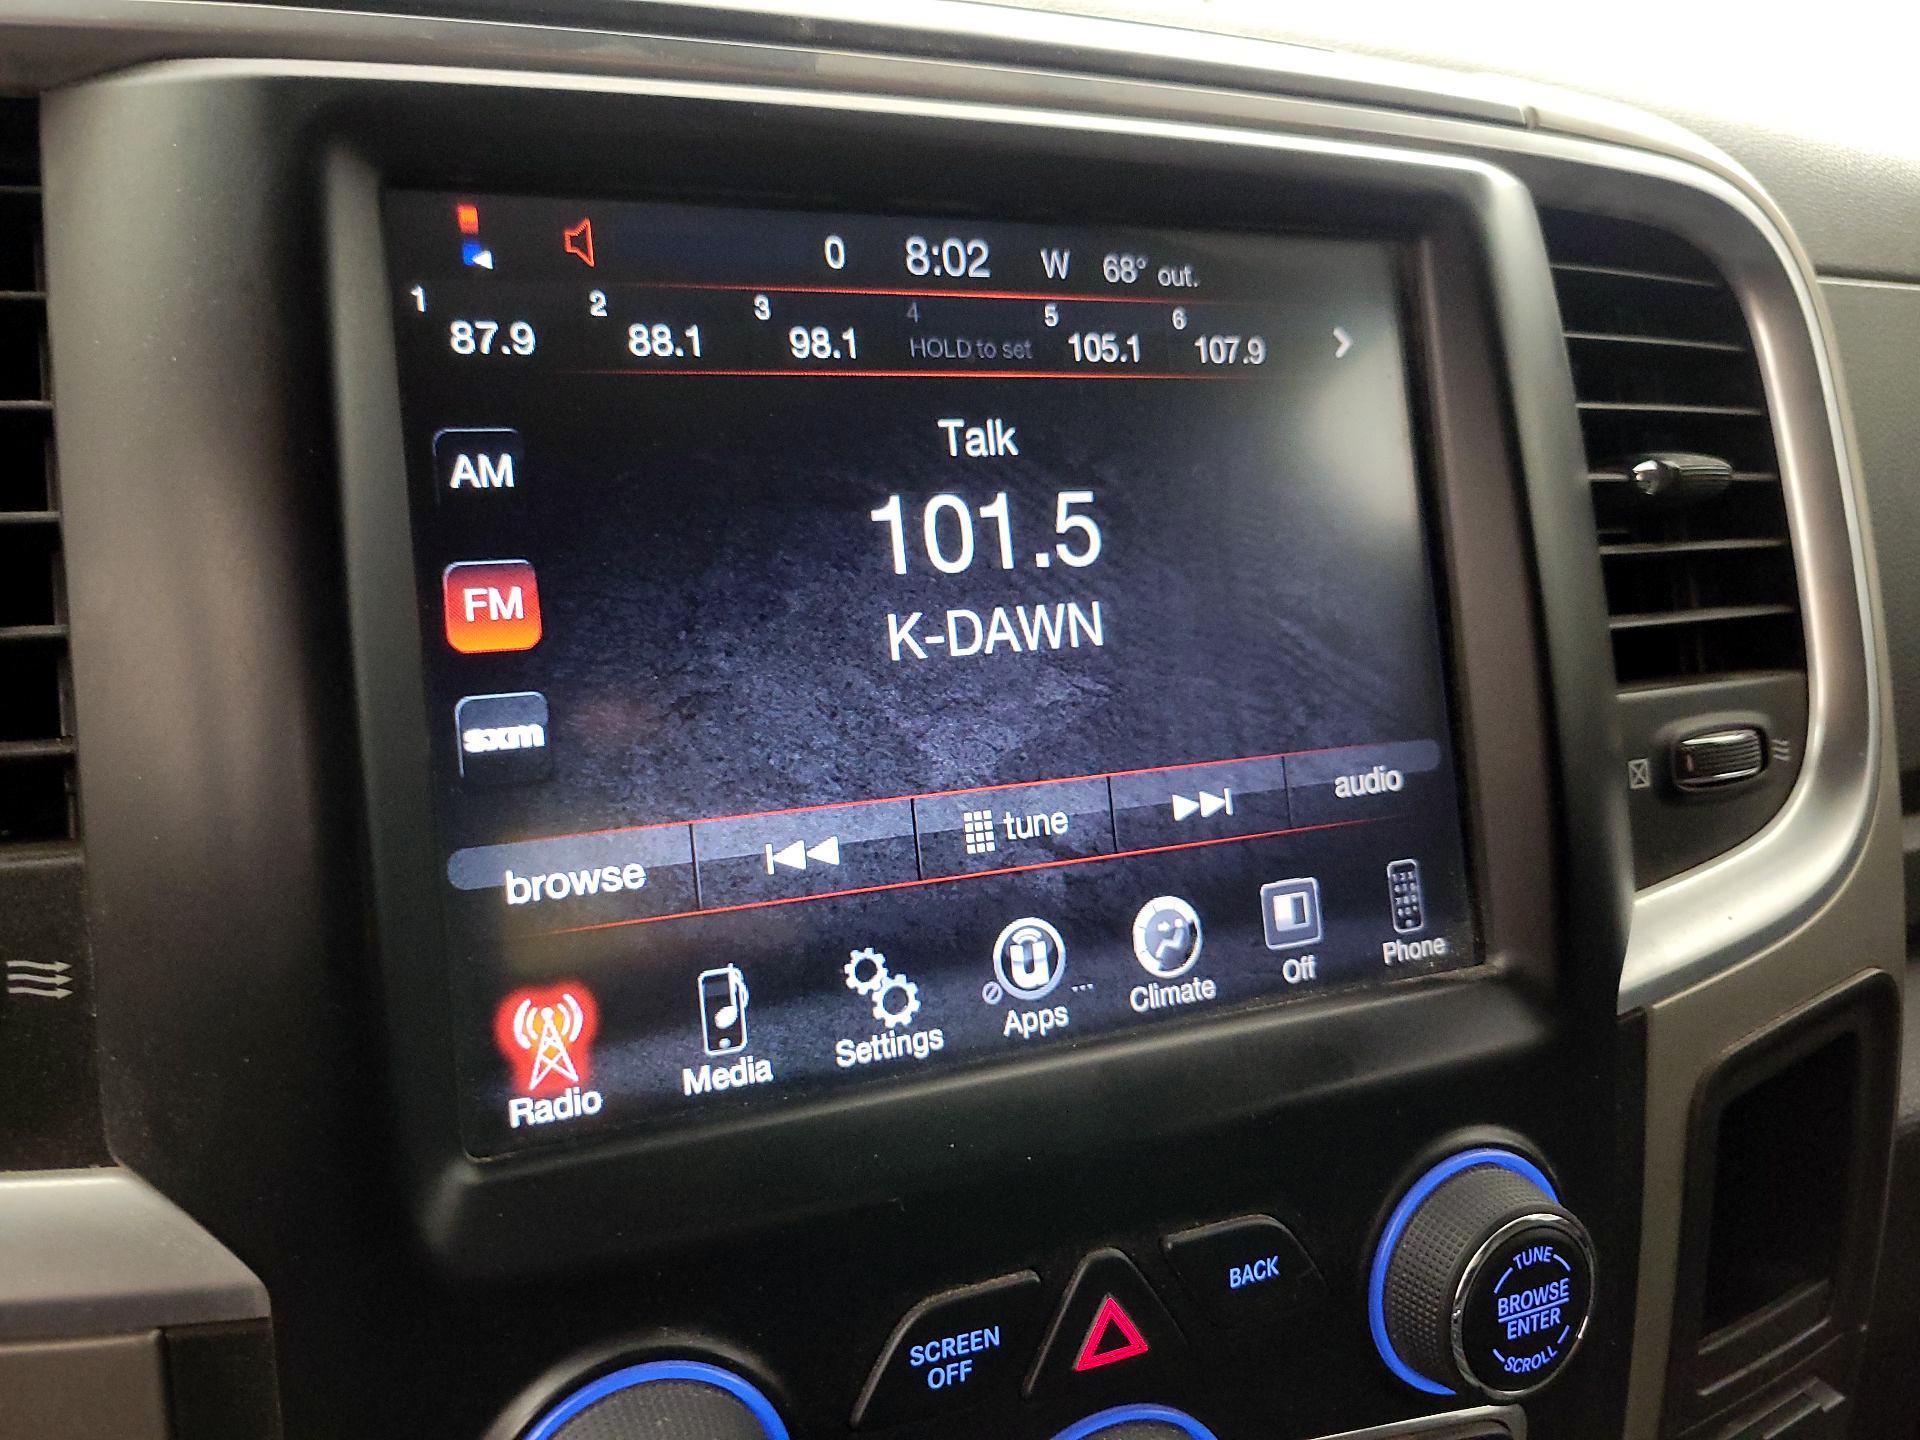 0 8:02 W 68° out.
1 2 3 4 5 6
87.9 88.1 98.1 HOLD to set 105.1 107.9
Talk
AM
101.5
FM
K-DAWN
sxm
browse tune audio
Radio Media Settings Apps Climate Off Phone
SCREEN
OFF
BACK
TUNE
BROWSE
ENTER
SCROLL